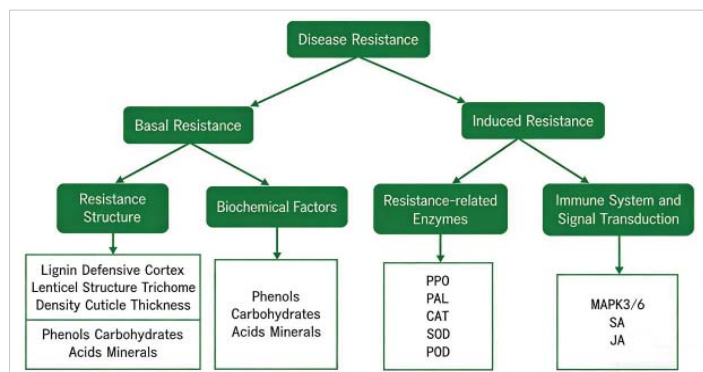 Disease Resistance
Basal Resistance
Induced Resistance
Resistance
Structure
Biochemical Factors
Resistance-related
Enzymes
Immune System and
Signal Transduction
Lignin Defensive Cortex
Lenticel Structure Trichome
Density Cuticle Thickness
Phenols Carbohydrates
Acids Minerals
Phenols
Carbohydrates
Acids Minerals
PPO
PAL
CAT
SOD
POD
MAPK3/6
SA
JA